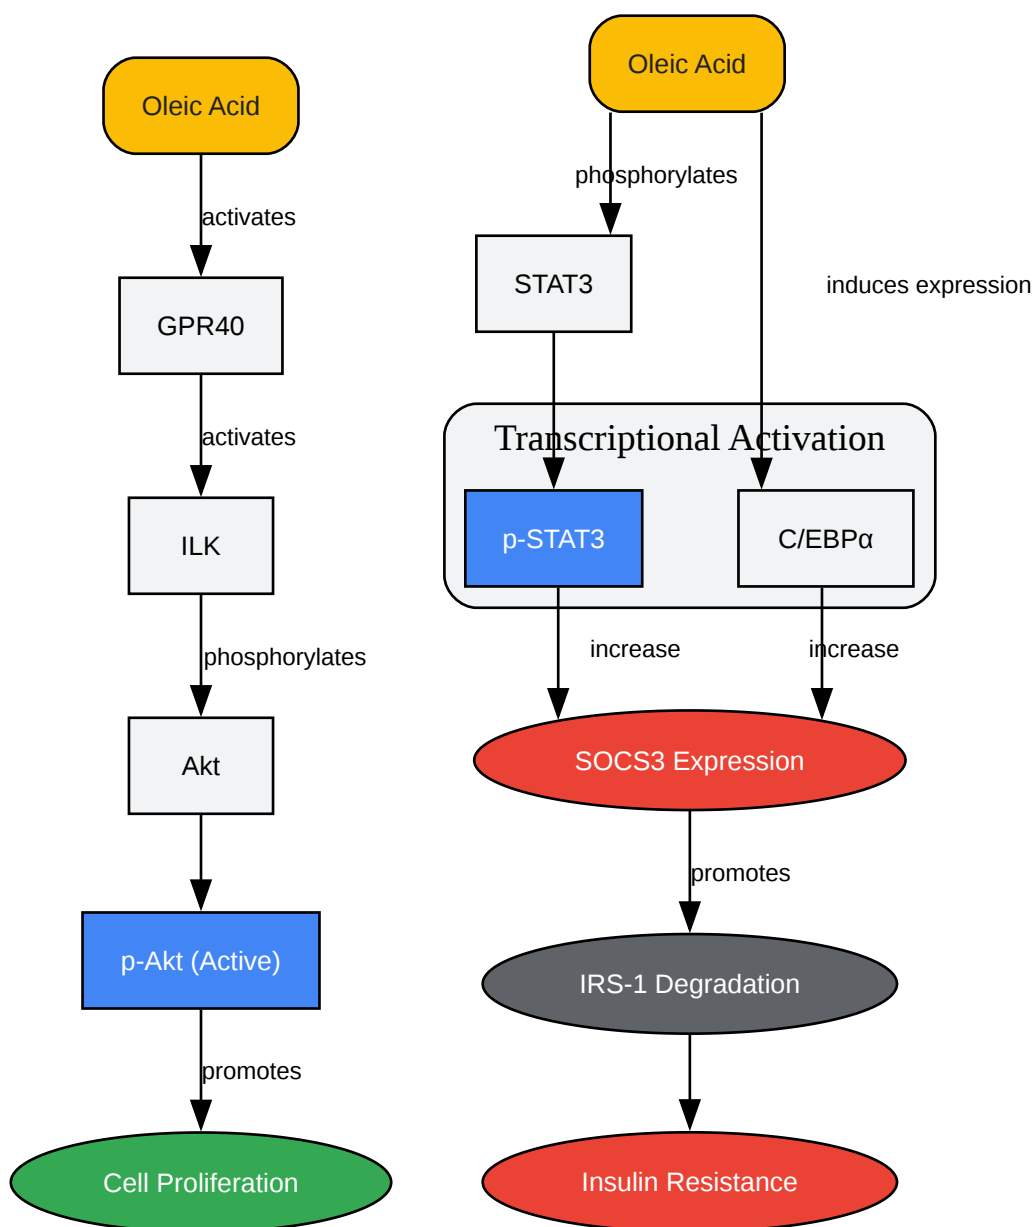 Oleic Acid
activates
GPR40
activates
ILK
phosphorylates
Akt
p-Akt (Active)
promotes
Cell Proliferation
Oleic Acid
phosphorylates
STAT3
induces expression
Transcriptional Activation
p-STAT3
C/EBPα
increase
increase
SOCS3 Expression
promotes
IRS-1 Degradation
Insulin Resistance